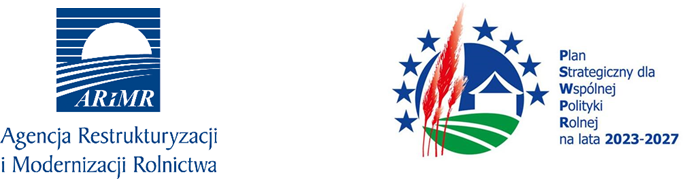 ARiMR
Agencja Restrukturyzacji
i Modernizacji Rolnictwa
Plan
Strategiczny dla
Wspólnej
Polityki
Rolnej
na lata 2023-2027